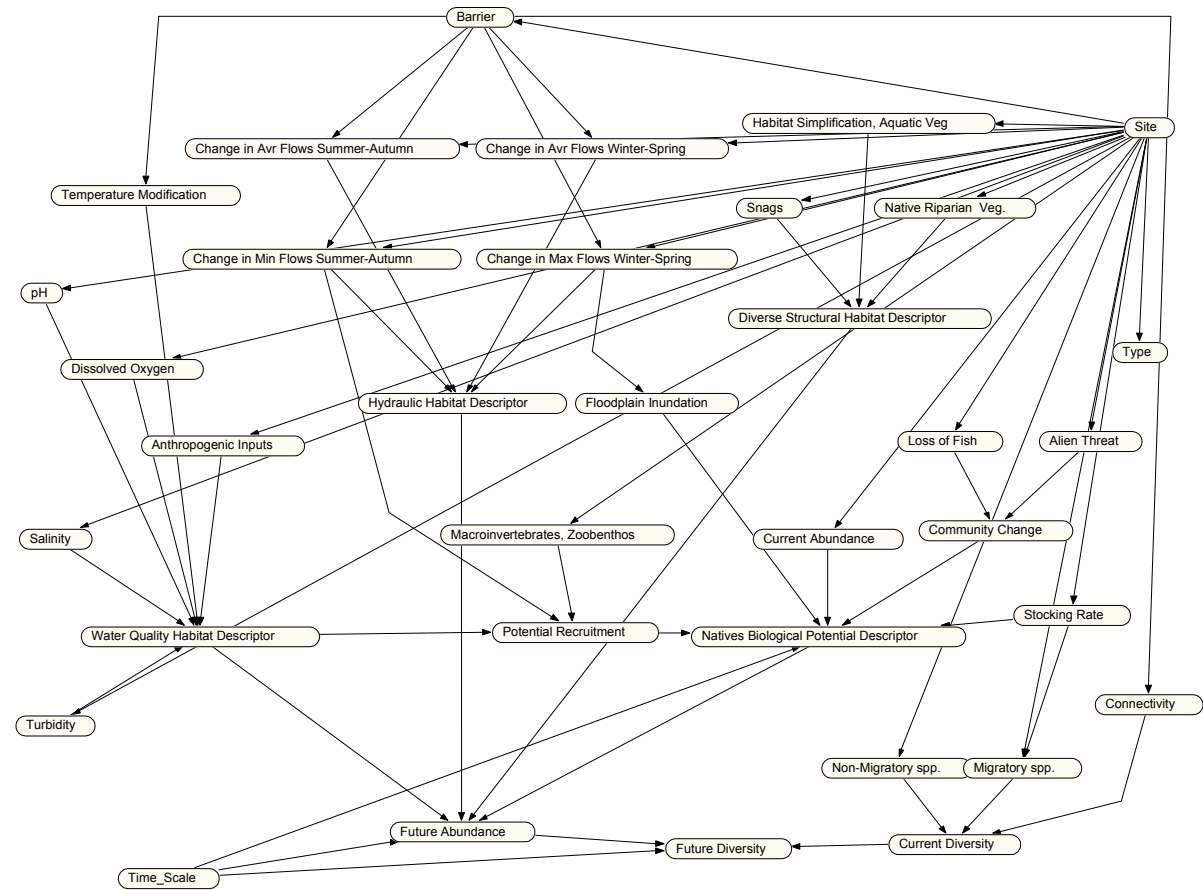 Barrier
Habitat Simplification, Aquatic Veg
Site
Change in Avr Flows Summer-Autumn
Change in Avr Flows Winter-Spring
Temperature Modification
Snags
Native Riparian  Veg.
Change in Min Flows Summer-Autumn
Change in Max Flows Winter-Spring
pH
Diverse Structural Habitat Descriptor
Type
Dissolved Oxygen
Hydraulic Habitat Descriptor
Floodplain Inundation
Anthropogenic Inputs
Loss of Fish
Alien Threat
Salinity
Macroinvertebrates, Zoobenthos
Current Abundance
Community Change
Stocking Rate
Water Quality Habitat Descriptor
Potential Recruitment
Natives Biological Potential Descriptor
Turbidity
Connectivity
Non-Migratory spp.
Migratory spp.
Future Abundance
Future Diversity
Current Diversity
Time_Scale